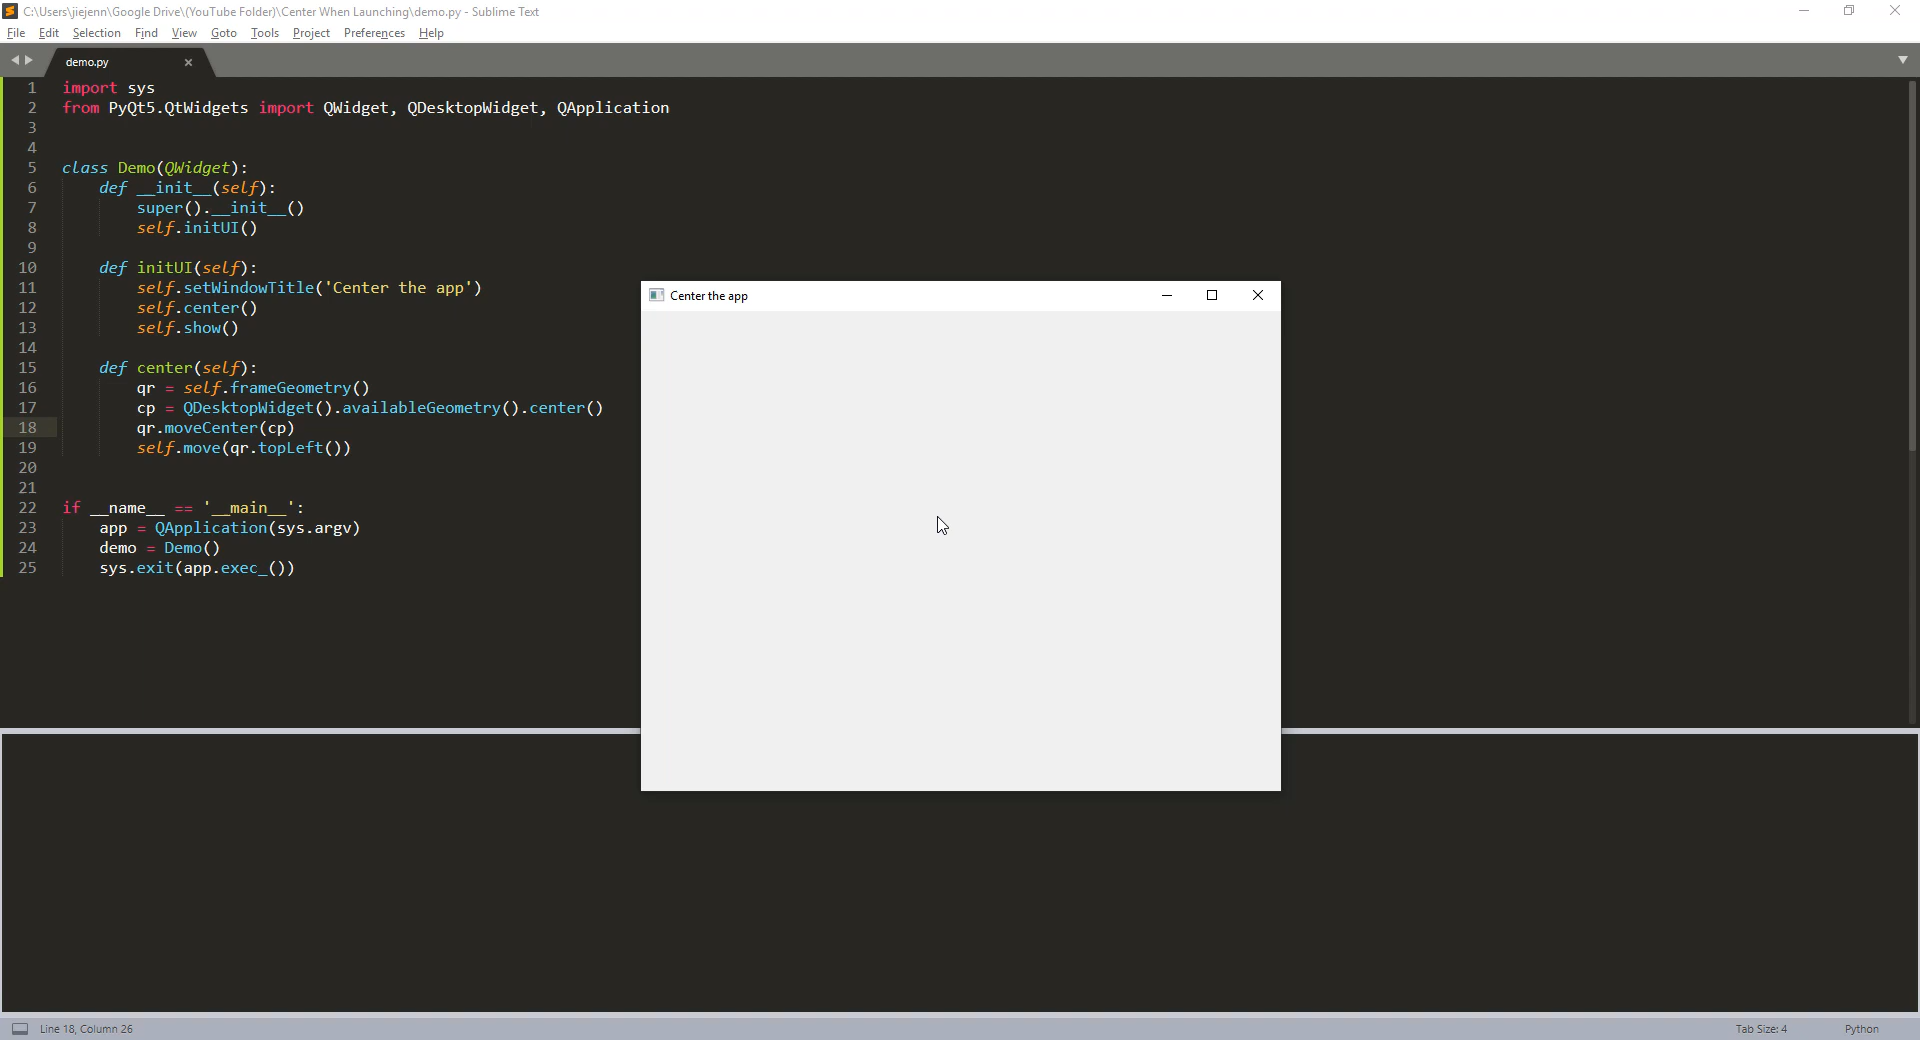 C:\Users\jiejenn\Google Drive\(YouTube Folder)\Center When Launching\demo.py - Sublime Text
File Edit Selection Find View Goto Tools Project Preferences Help
demo.py
1 import sys
2 from PyQt5.QtWidgets import QWidget, QDesktopWidget, QApplication
3
4
5 class Demo(QWidget):
6 def __init__(self):
7 super().__init__()
8 self.initUI()
9
10 def initUI(self):
11 self.setWindowTitle('Center the app')
12 self.center()
13 self.show()
14
15 def center(self):
16 qr = self.frameGeometry()
17 cp = QDesktopWidget().availableGeometry().center()
18 qr.moveCenter(cp)
19 self.move(qr.topLeft())
20
21
22 if __name__ == '__main__':
23 app = QApplication(sys.argv)
24 demo = Demo()
25 sys.exit(app.exec_())
Center the app
Line 18, Column 26
Tab Size: 4
Python